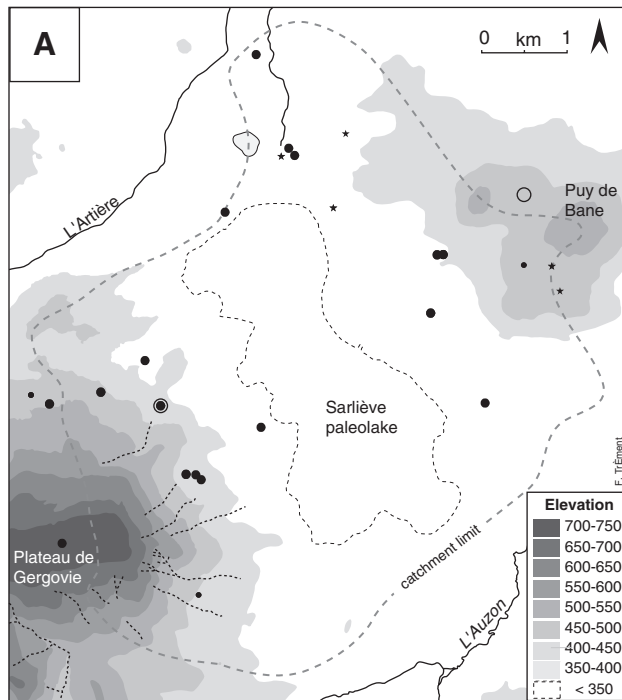 A
0 km 1
L'Artière
Puy de
Bane
Sarliève
paleolake
F. TrÈment
Plateau de
Gergovie
catchment limit
L'Auzon
Elevation
700-750
650-700
600-650
550-600
500-550
450-500
400-450
350-400
< 350